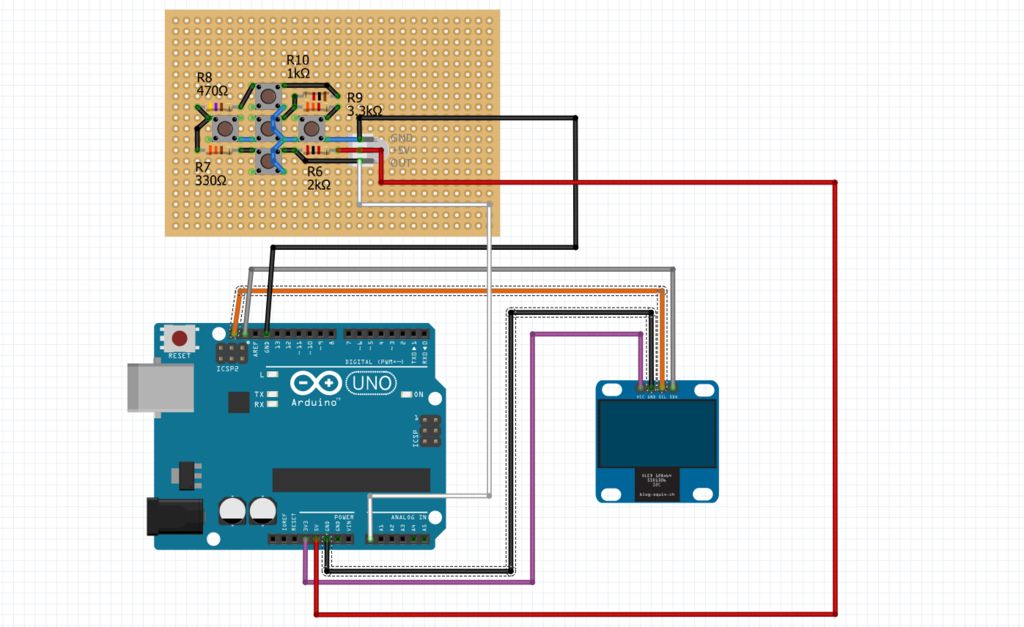 R10
1kΩ
R8
470Ω
R9
3.3kΩ
GND
+5V
OUT
R7
330Ω
R6
2kΩ
RESET
ICSP2
AREF
GND
13
12
~11
~10
~9
8
7
~6
~5
4
~3
2
TX0▶1
RX0◀0
DIGITAL (PWM=~)
L
TX
RX
UNO
Arduino™
ON
ICSP
1
VCC GND SCL SDA
OLED 128x64
SSD1306
I2C
blog.squix.ch
IOREF
RESET
3V3
5V
GND
GND
VIN
POWER
ANALOG IN
A1
A2
A3
A4
A5